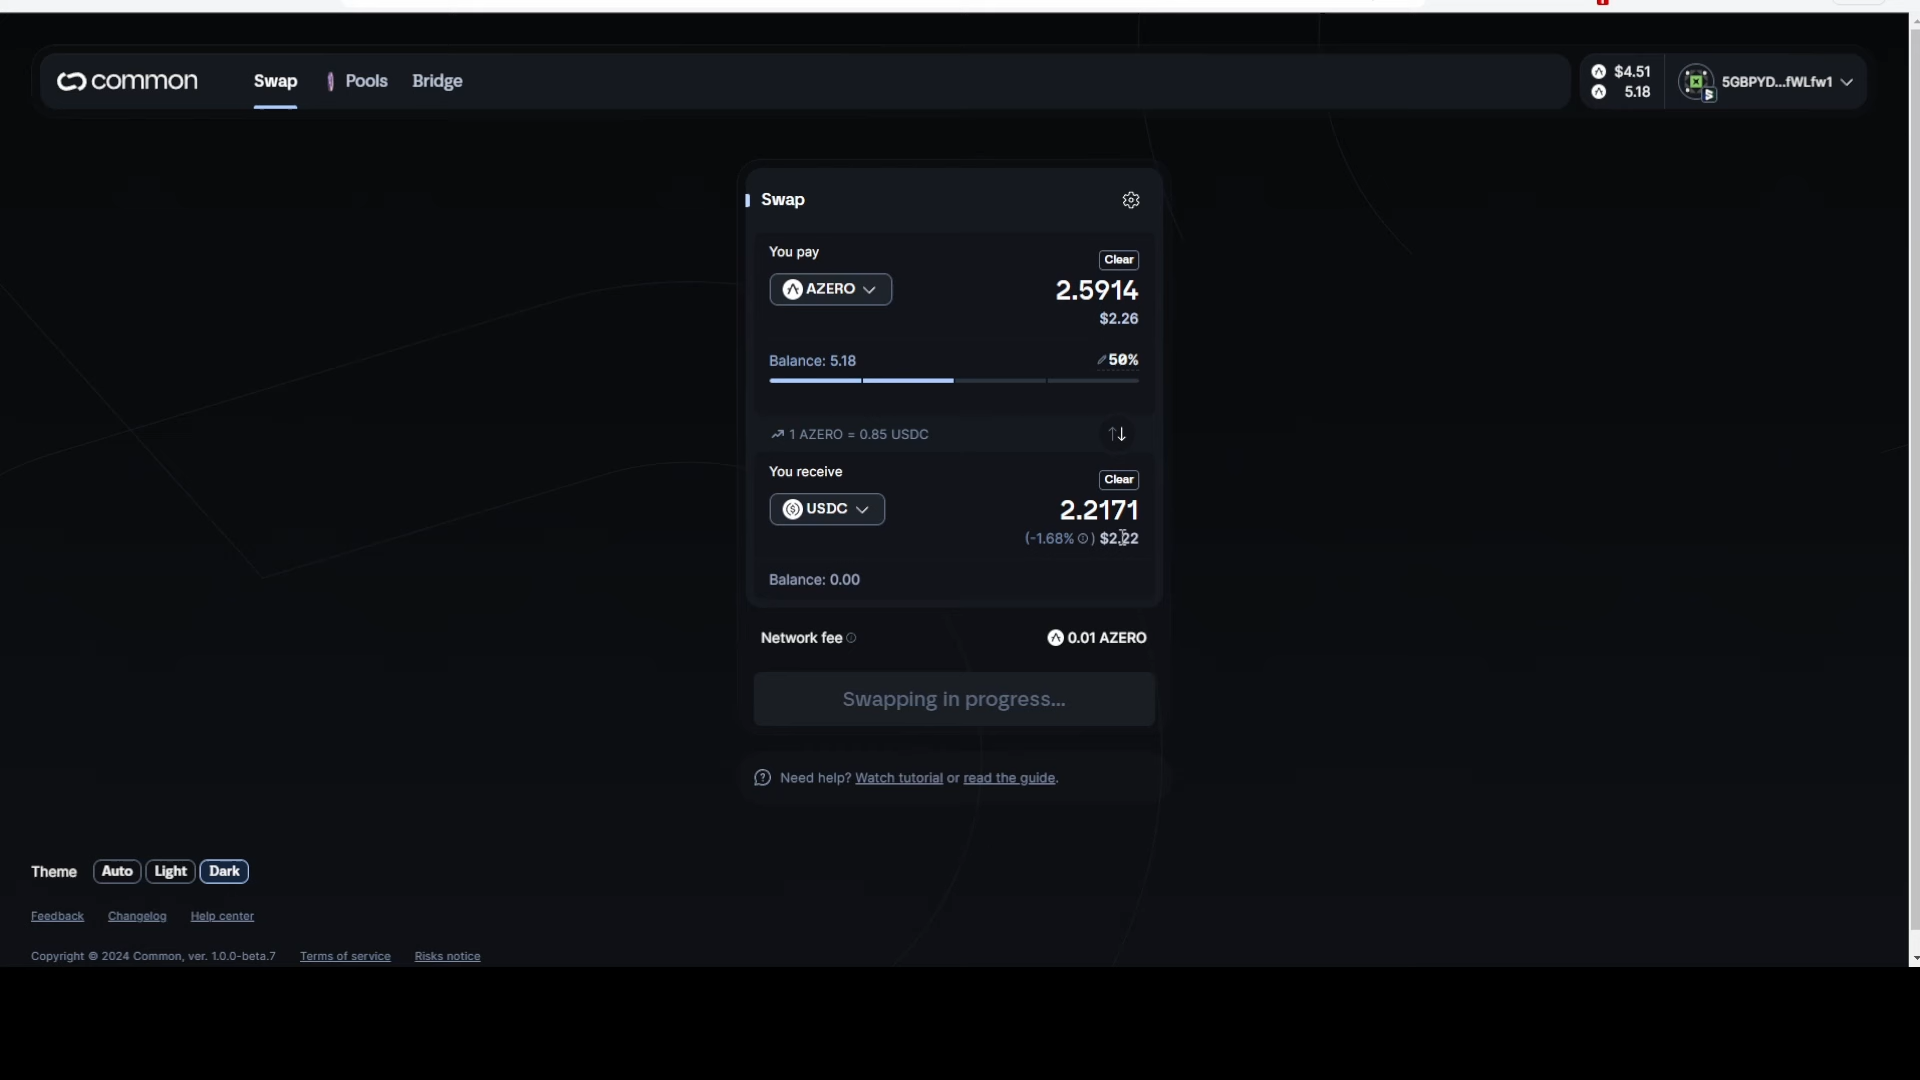 common
Swap
Pools
Bridge
$4.51
5.18
5GBPYD...fWLfw1
Swap
You pay
Clear
AZERO
2.5914
$2.26
Balance: 5.18
50%
1 AZERO = 0.85 USDC
You receive
Clear
USDC
2.2171
(-1.68% ) $2.22
Balance: 0.00
Network fee
0.01 AZERO
Swapping in progress...
Need help? Watch tutorial or read the guide.
Theme
Auto
Light
Dark
Feedback
Changelog
Help center
Copyright © 2024 Common, ver. 1.0.0-beta.7
Terms of service
Risks notice